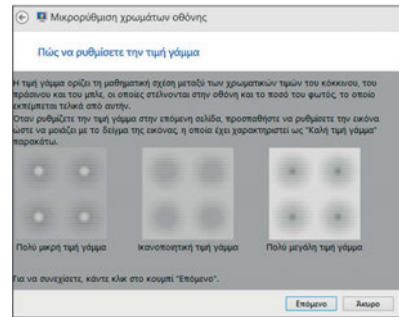 Μικρορύθμιση χρωμάτων οθόνης
Πώς να ρυθμίσετε την τιμή γάμμα
Η τιμή γάμμα ορίζει τη μαθηματική σχέση μεταξύ των χρωματικών τιμών του κόκκινου, του
πράσινου και του μπλε, οι οποίες στέλνονται στην οθόνη και το ποσό του φωτός, το οποίο
εκπέμπεται τελικά από αυτήν.
Όταν ρυθμίζετε την τιμή γάμμα στην επόμενη σελίδα, προσπαθήστε να ρυθμίσετε την εικόνα
ώστε να μοιάζει με το δείγμα της εικόνας, η οποία έχει χαρακτηριστεί ως "Καλή τιμή γάμμα"
παρακάτω.
Πολύ μικρή τιμή γάμμα Ικανοποιητική τιμή γάμμα Πολύ μεγάλη τιμή γάμμα
Για να συνεχίσετε, κάντε κλικ στο κουμπί "Επόμενο".
Επόμενο Άκυρο